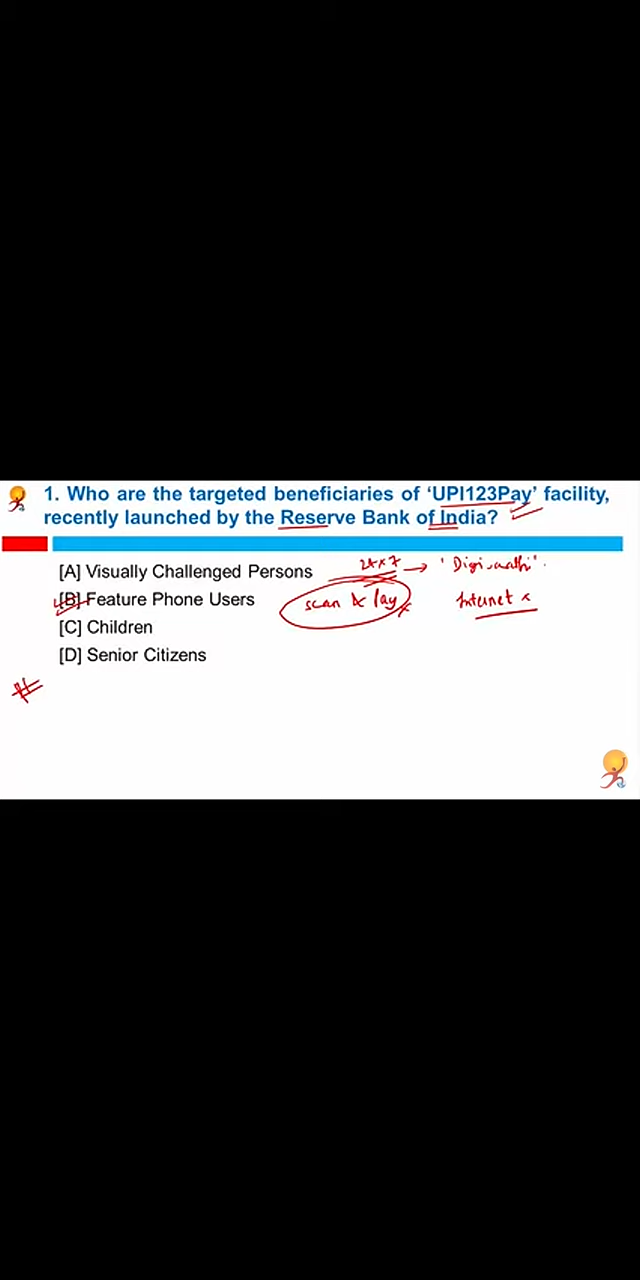 1. Who are the targeted beneficiaries of ‘UPI123Pay’ facility,
recently launched by the Reserve Bank of India?
[A] Visually Challenged Persons
24x7 → 'Digi-saathi'.
[B] Feature Phone Users
scan & Pay x
Internet x
[C] Children
[D] Senior Citizens